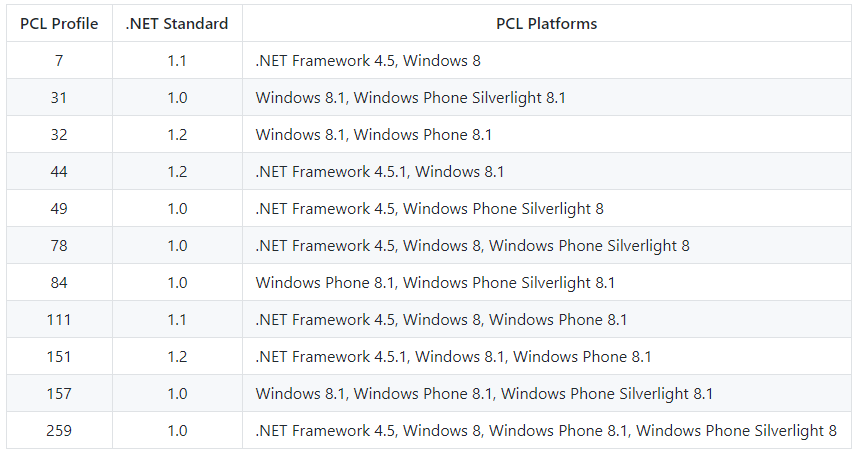 PCL Profile .NET Standard PCL Platforms
7 1.1 .NET Framework 4.5, Windows 8
31 1.0 Windows 8.1, Windows Phone Silverlight 8.1
32 1.2 Windows 8.1, Windows Phone 8.1
44 1.2 .NET Framework 4.5.1, Windows 8.1
49 1.0 .NET Framework 4.5, Windows Phone Silverlight 8
78 1.0 .NET Framework 4.5, Windows 8, Windows Phone Silverlight 8
84 1.0 Windows Phone 8.1, Windows Phone Silverlight 8.1
111 1.1 .NET Framework 4.5, Windows 8, Windows Phone 8.1
151 1.2 .NET Framework 4.5.1, Windows 8.1, Windows Phone 8.1
157 1.0 Windows 8.1, Windows Phone 8.1, Windows Phone Silverlight 8.1
259 1.0 .NET Framework 4.5, Windows 8, Windows Phone 8.1, Windows Phone Silverlight 8